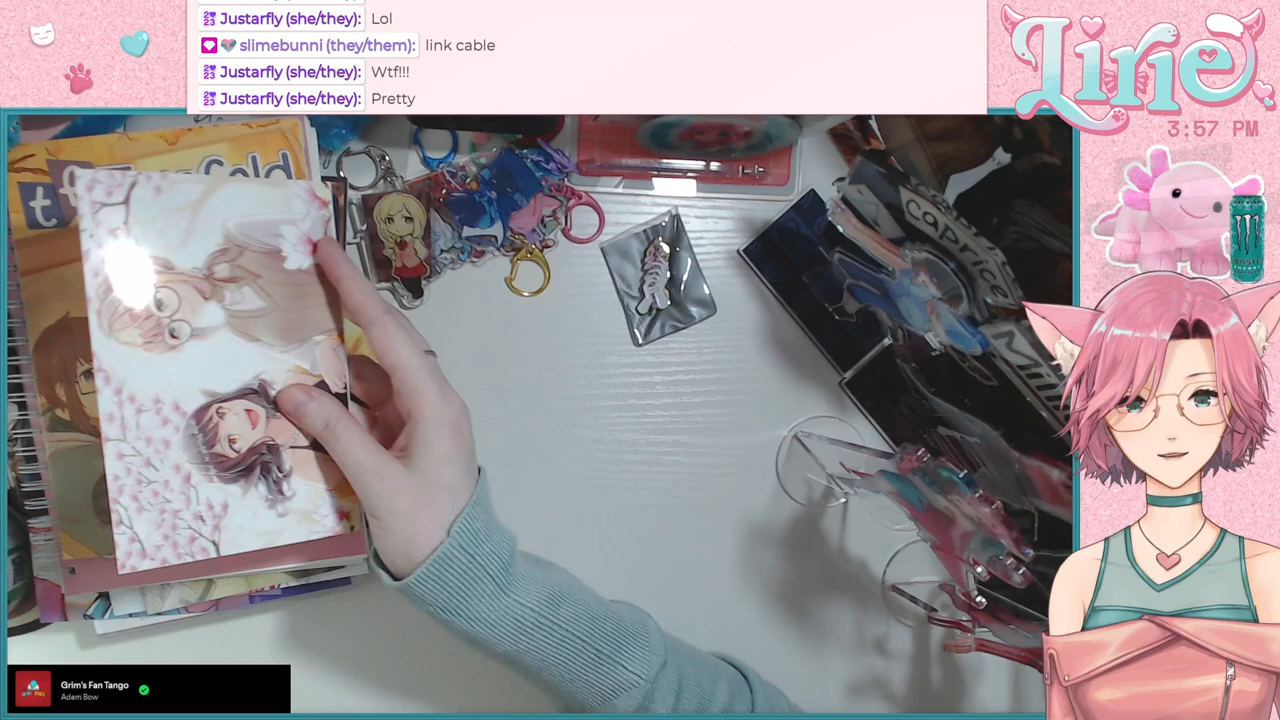 Justarfly (she/they): Lol
slimebunni (they/them): link cable
Justarfly (she/they): Wtf!!!
Justarfly (she/they): Pretty
Lirie
3:57 PM
caprice
Grim's Fan Tango
Adam Bow